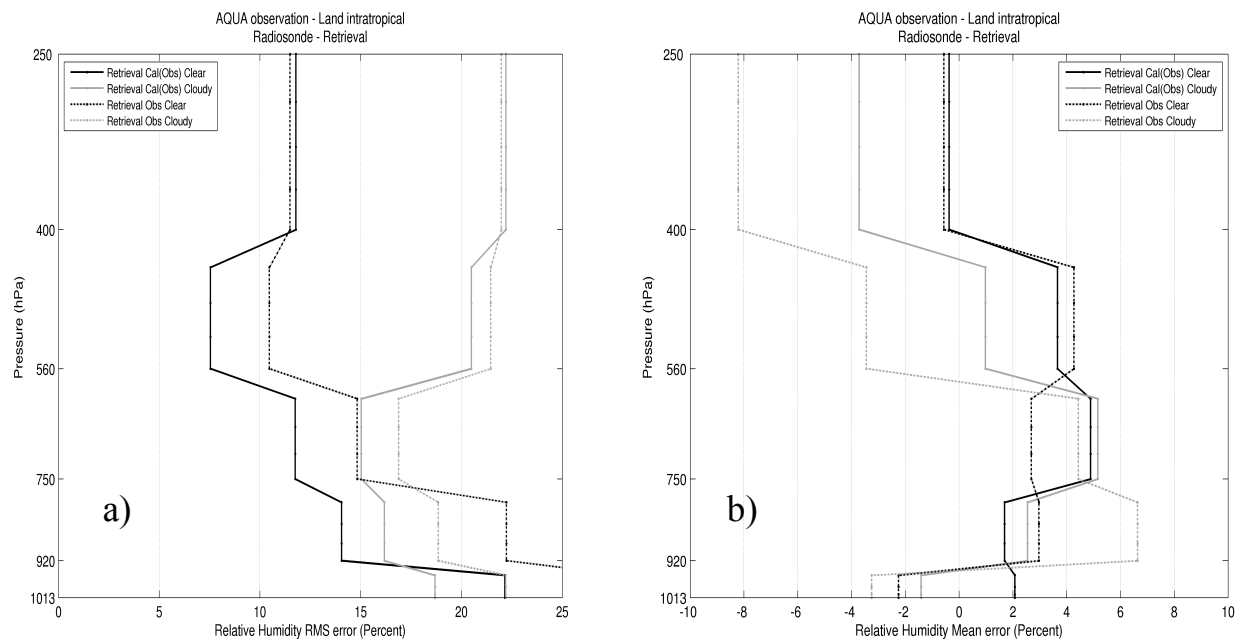 AQUA observation - Land intratropical
Radiosonde - Retrieval
250
400
560
750
920
1013
Pressure (hPa)
Retrieval Cal(Obs) Clear
Retrieval Cal(Obs) Cloudy
Retrieval Obs Clear
Retrieval Obs Cloudy
a)
0 5 10 15 20 25
Relative Humidity RMS error (Percent)
AQUA observation - Land intratropical
Radiosonde - Retrieval
250
400
560
750
920
1013
Pressure (hPa)
Retrieval Cal(Obs) Clear
Retrieval Cal(Obs) Cloudy
Retrieval Obs Clear
Retrieval Obs Cloudy
b)
-10 -8 -6 -4 -2 0 2 4 6 8 10
Relative Humidity Mean error (Percent)